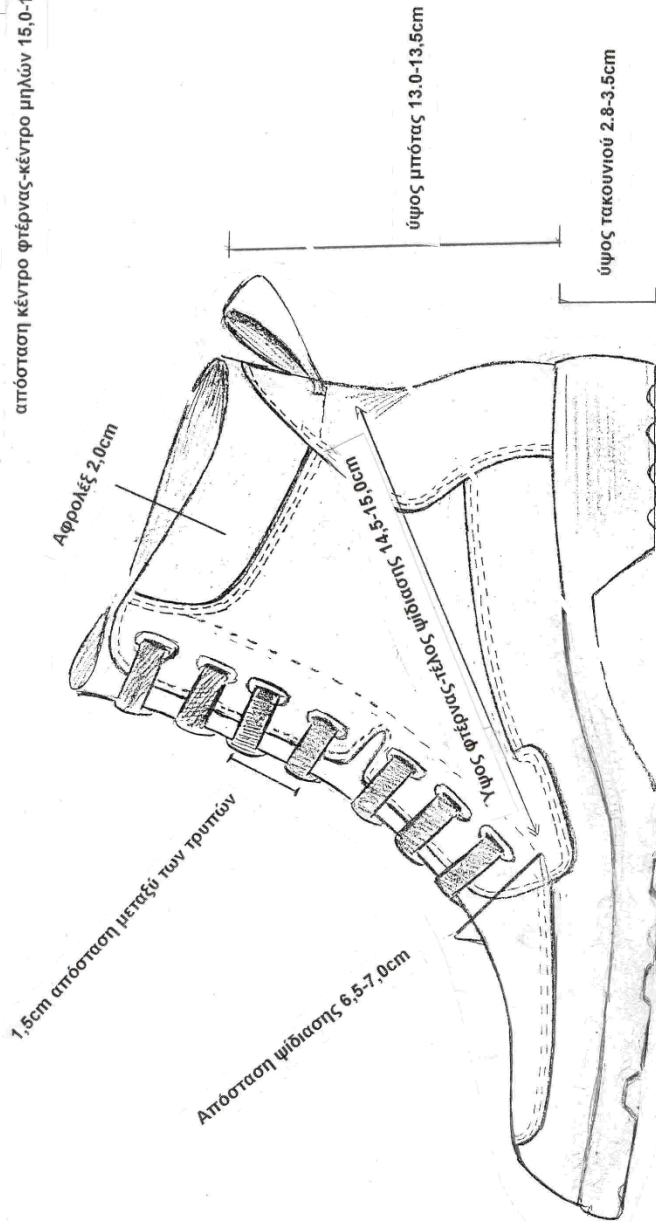 απόσταση κέντρο φτέρνας-κέντρο μηλών 15,0-1
ύψος μπότας 13.0-13,5cm
ύψος τακουνιού 2.8-3.5cm
Αφρολέξ 2,0cm
Ύψος φτέρνας-τέλος ψίδιασης 14,5-15,0cm
1,5cm απόσταση μεταξύ των τρυπών
Απόσταση ψίδιασης 6,5-7,0cm